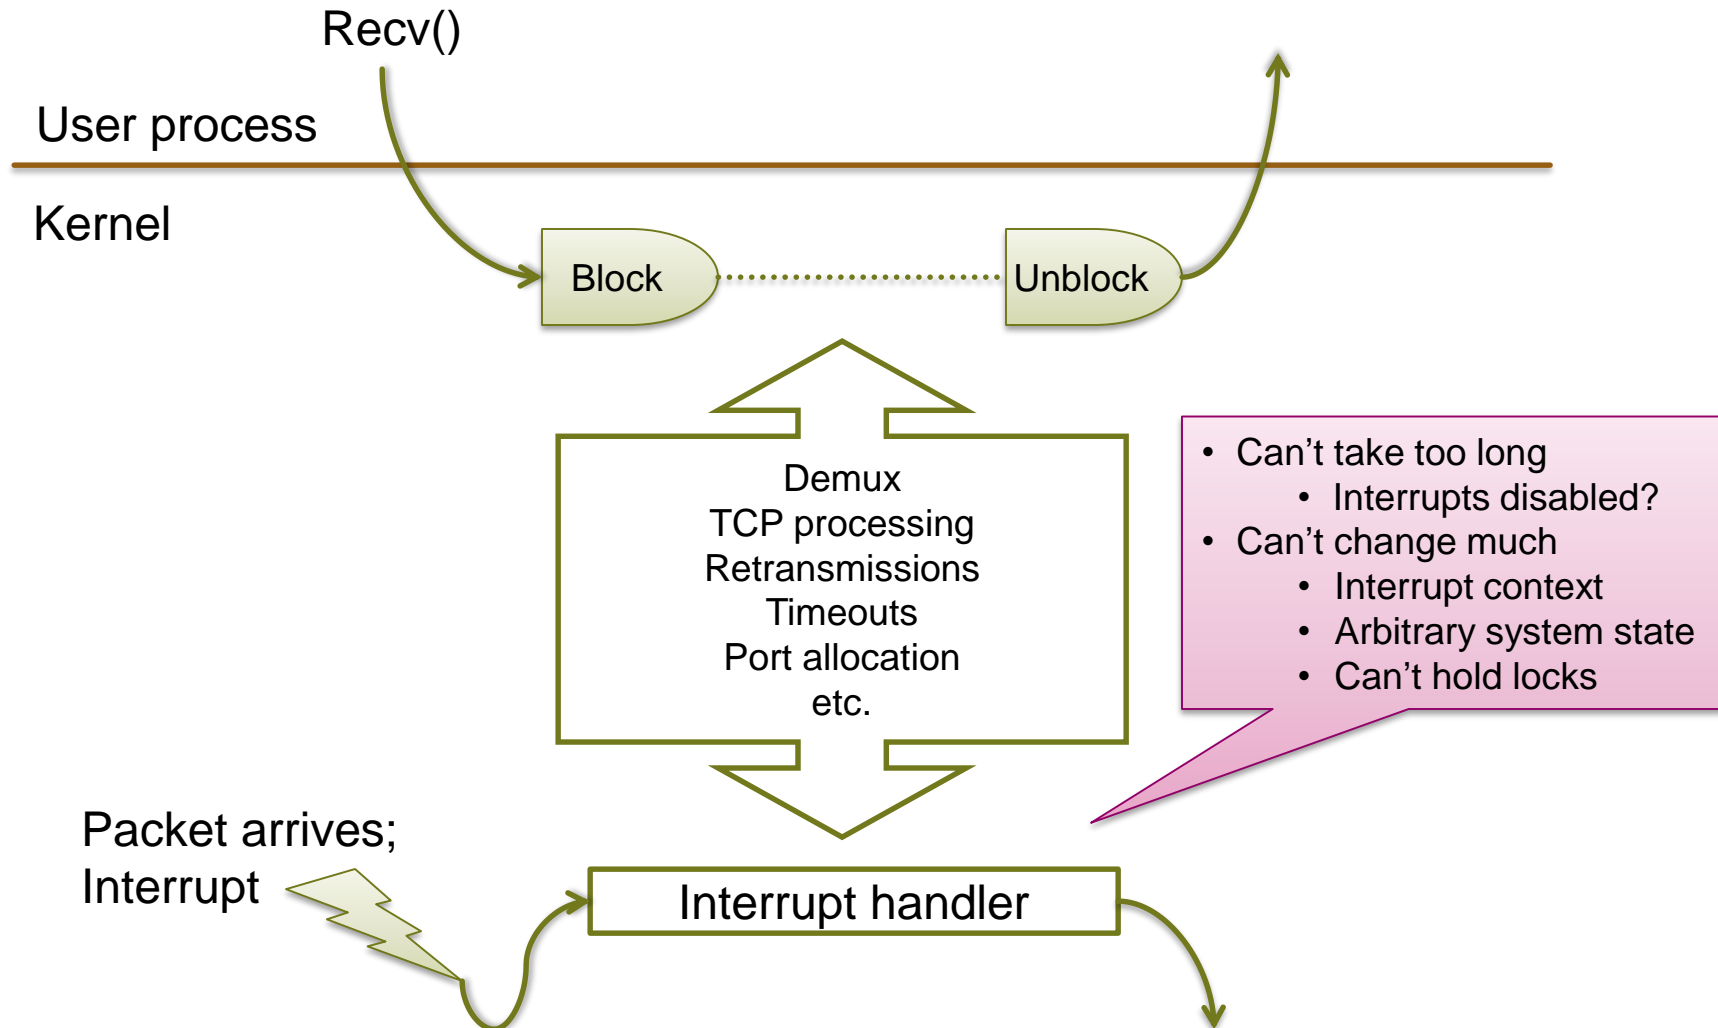 Recv()
User process
Kernel
Block
Unblock
Demux
TCP processing
Retransmissions
Timeouts
Port allocation
etc.
• Can’t take too long
• Interrupts disabled?
• Can’t change much
• Interrupt context
• Arbitrary system state
• Can’t hold locks
Packet arrives;
Interrupt
Interrupt handler